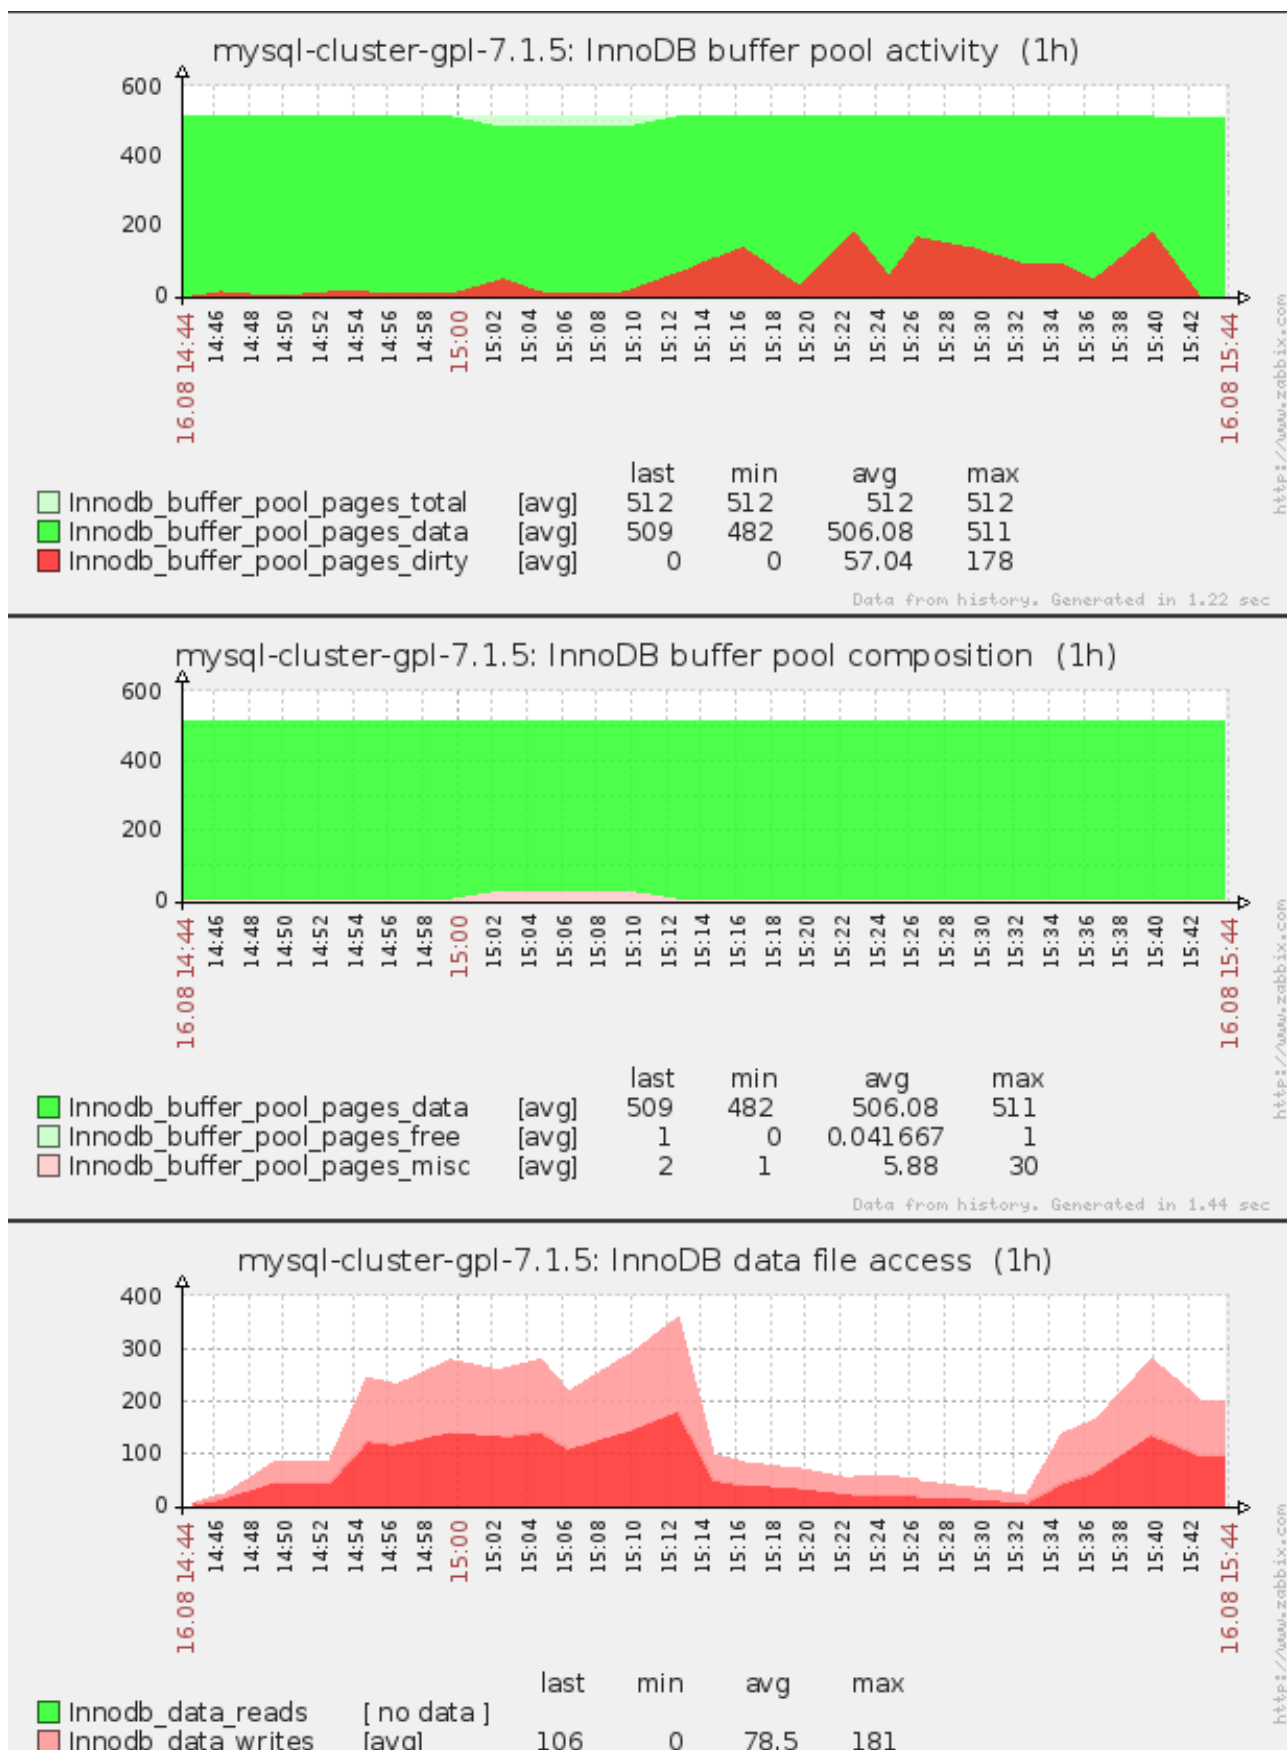 mysql-cluster-gpl-7.1.5: InnoDB buffer pool activity (1h)
600
400
200
0
16.08 14:44 14:46 14:48 14:50 14:52 14:54 14:56 14:58 15:00 15:02 15:04 15:06 15:08 15:10 15:12 15:14 15:16 15:18 15:20 15:22 15:24 15:26 15:28 15:30 15:32 15:34 15:36 15:38 15:40 15:42 16.08 15:44
http://www.zabbix.com
last min avg max
Innodb_buffer_pool_pages_total [avg] 512 512 512 512
Innodb_buffer_pool_pages_data [avg] 509 482 506.08 511
Innodb_buffer_pool_pages_dirty [avg] 0 0 57.04 178
Data from history. Generated in 1.22 sec
mysql-cluster-gpl-7.1.5: InnoDB buffer pool composition (1h)
600
400
200
0
16.08 14:44 14:46 14:48 14:50 14:52 14:54 14:56 14:58 15:00 15:02 15:04 15:06 15:08 15:10 15:12 15:14 15:16 15:18 15:20 15:22 15:24 15:26 15:28 15:30 15:32 15:34 15:36 15:38 15:40 15:42 16.08 15:44
http://www.zabbix.com
last min avg max
Innodb_buffer_pool_pages_data [avg] 509 482 506.08 511
Innodb_buffer_pool_pages_free [avg] 1 0 0.041667 1
Innodb_buffer_pool_pages_misc [avg] 2 1 5.88 30
Data from history. Generated in 1.44 sec
mysql-cluster-gpl-7.1.5: InnoDB data file access (1h)
400
300
200
100
0
16.08 14:44 14:46 14:48 14:50 14:52 14:54 14:56 14:58 15:00 15:02 15:04 15:06 15:08 15:10 15:12 15:14 15:16 15:18 15:20 15:22 15:24 15:26 15:28 15:30 15:32 15:34 15:36 15:38 15:40 15:42 16.08 15:44
http://www.zabbix.com
last min avg max
Innodb_data_reads [ no data ]
Innodb_data_writes [avg] 106 0 78.5 181